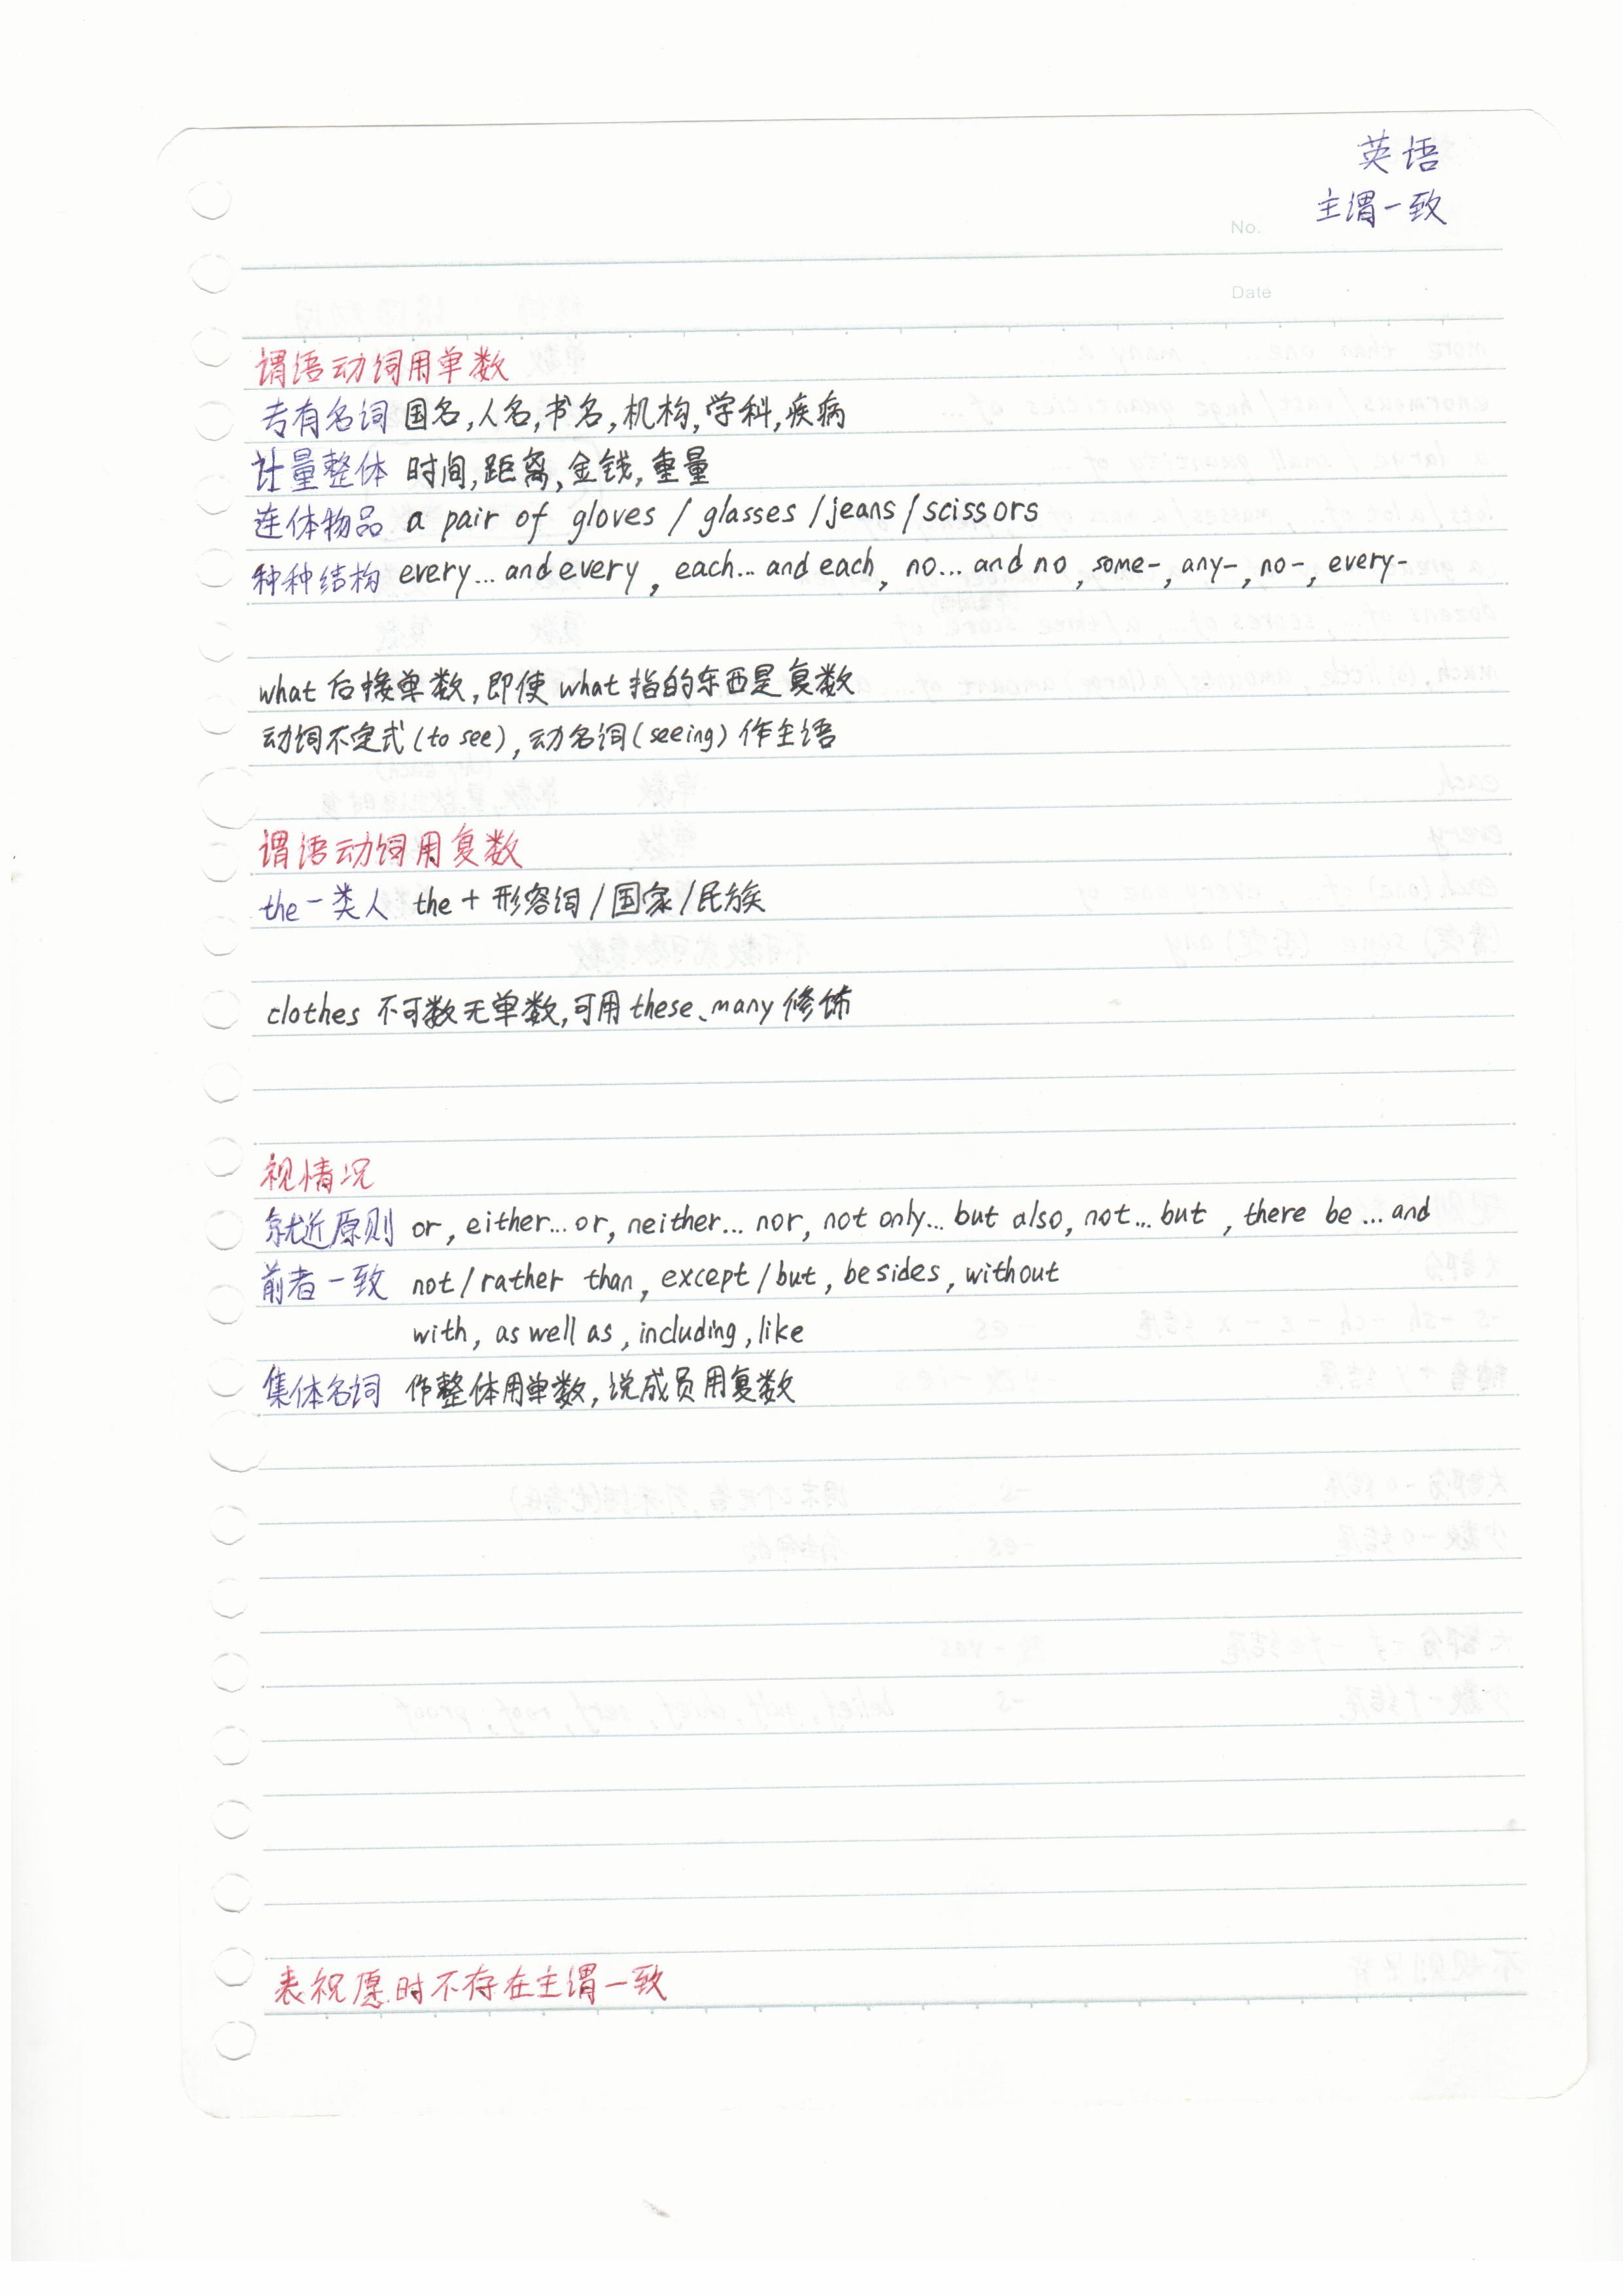 英语
主谓一致
No.
Date
谓语动词用单数
专有名词 国名,人名,书名,机构,学科,疾病
计量整体 时间,距离,金钱,重量
连体物品 a pair of gloves / glasses / jeans / scissors
种种结构 every... and every, each... and each, no... and no, some-, any-, no-, every-
what 后接单数,即使 what 指的东西是复数
动词不定式(to see),动名词(seeing)作主语
谓语动词用复数
the一类人 the + 形容词/国家/民族
clothes 不可数无单数,可用 these、many 修饰
视情况
就近原则 or, either... or, neither... nor, not only... but also, not... but, there be ... and
前者一致 not / rather than, except / but, besides, without
with, as well as, including, like
集体名词 作整体用单数,说成员用复数
表祝愿时不存在主谓一致